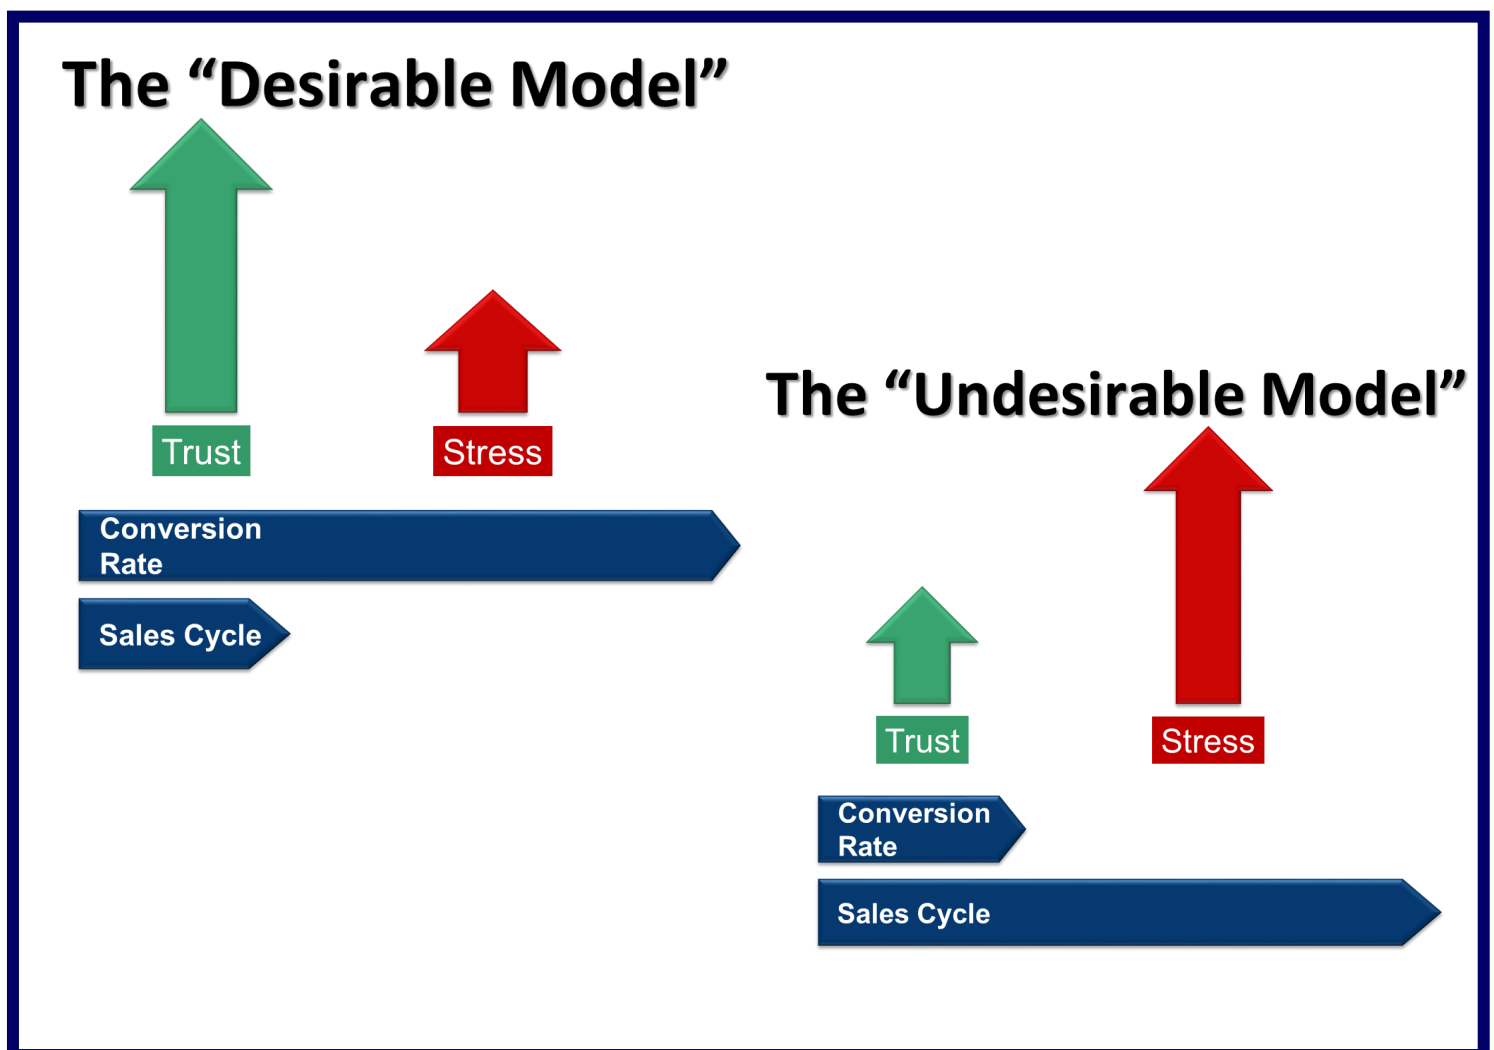 The “Desirable Model”
Trust
Stress
Conversion
Rate
Sales Cycle
The “Undesirable Model”
Trust
Stress
Conversion
Rate
Sales Cycle